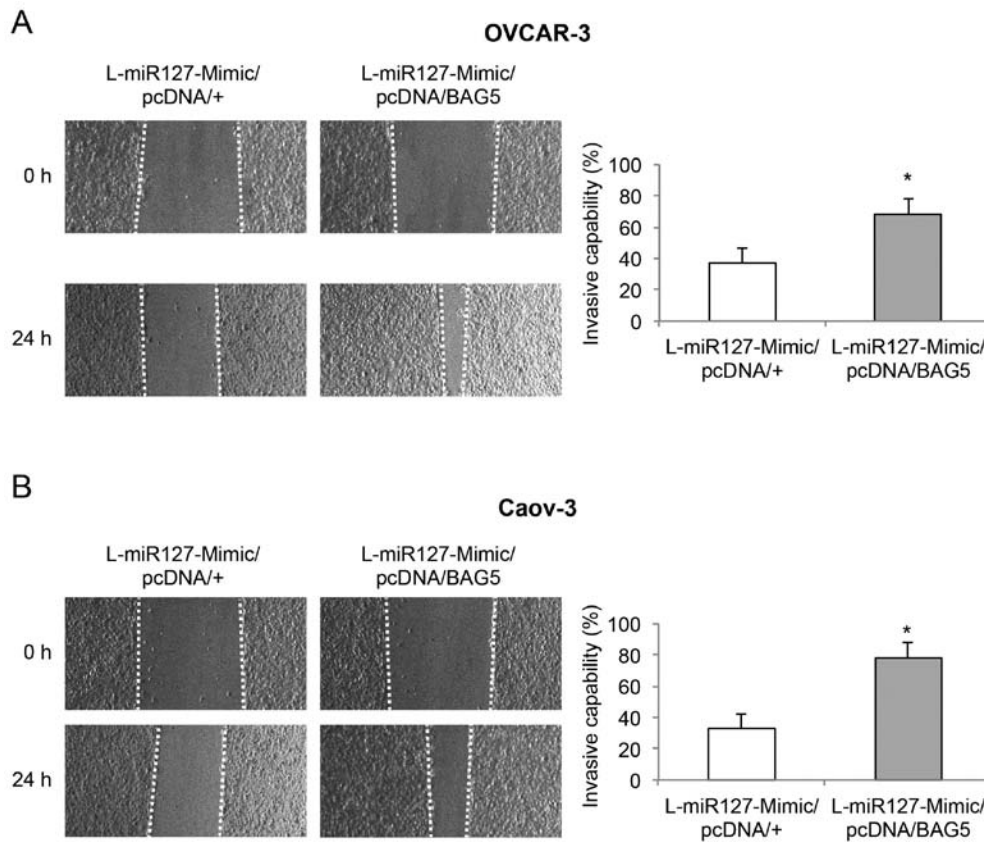 A
OVCAR-3
L-miR127-Mimic/
pcDNA/+
L-miR127-Mimic/
pcDNA/BAG5
0 h
24 h
Invasive capability (%)
100
80
60
40
20
0
*
L-miR127-Mimic/
pcDNA/+
L-miR127-Mimic/
pcDNA/BAG5
B
Caov-3
L-miR127-Mimic/
pcDNA/+
L-miR127-Mimic/
pcDNA/BAG5
0 h
24 h
Invasive capability (%)
100
80
60
40
20
0
*
L-miR127-Mimic/
pcDNA/+
L-miR127-Mimic/
pcDNA/BAG5